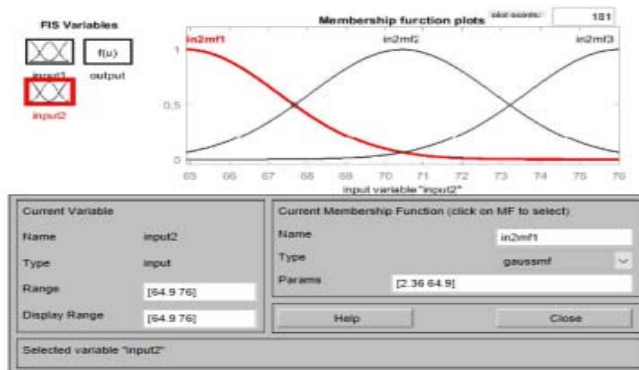 FIS Variables
Membership function plots
plot points:
181
f(u)
input1
output
input2
in2mf1
in2mf2
in2mf3
1
0.5
0
65
66
67
68
69
70
71
72
73
74
75
76
input variable "input2"
Current Variable
Name
input2
Type
input
Range
[64.9 76]
Display Range
[64.9 76]
Current Membership Function (click on MF to select)
Name
in2mf1
Type
gaussmf
Params
[2.36 64.9]
Help
Close
Selected variable "input2"